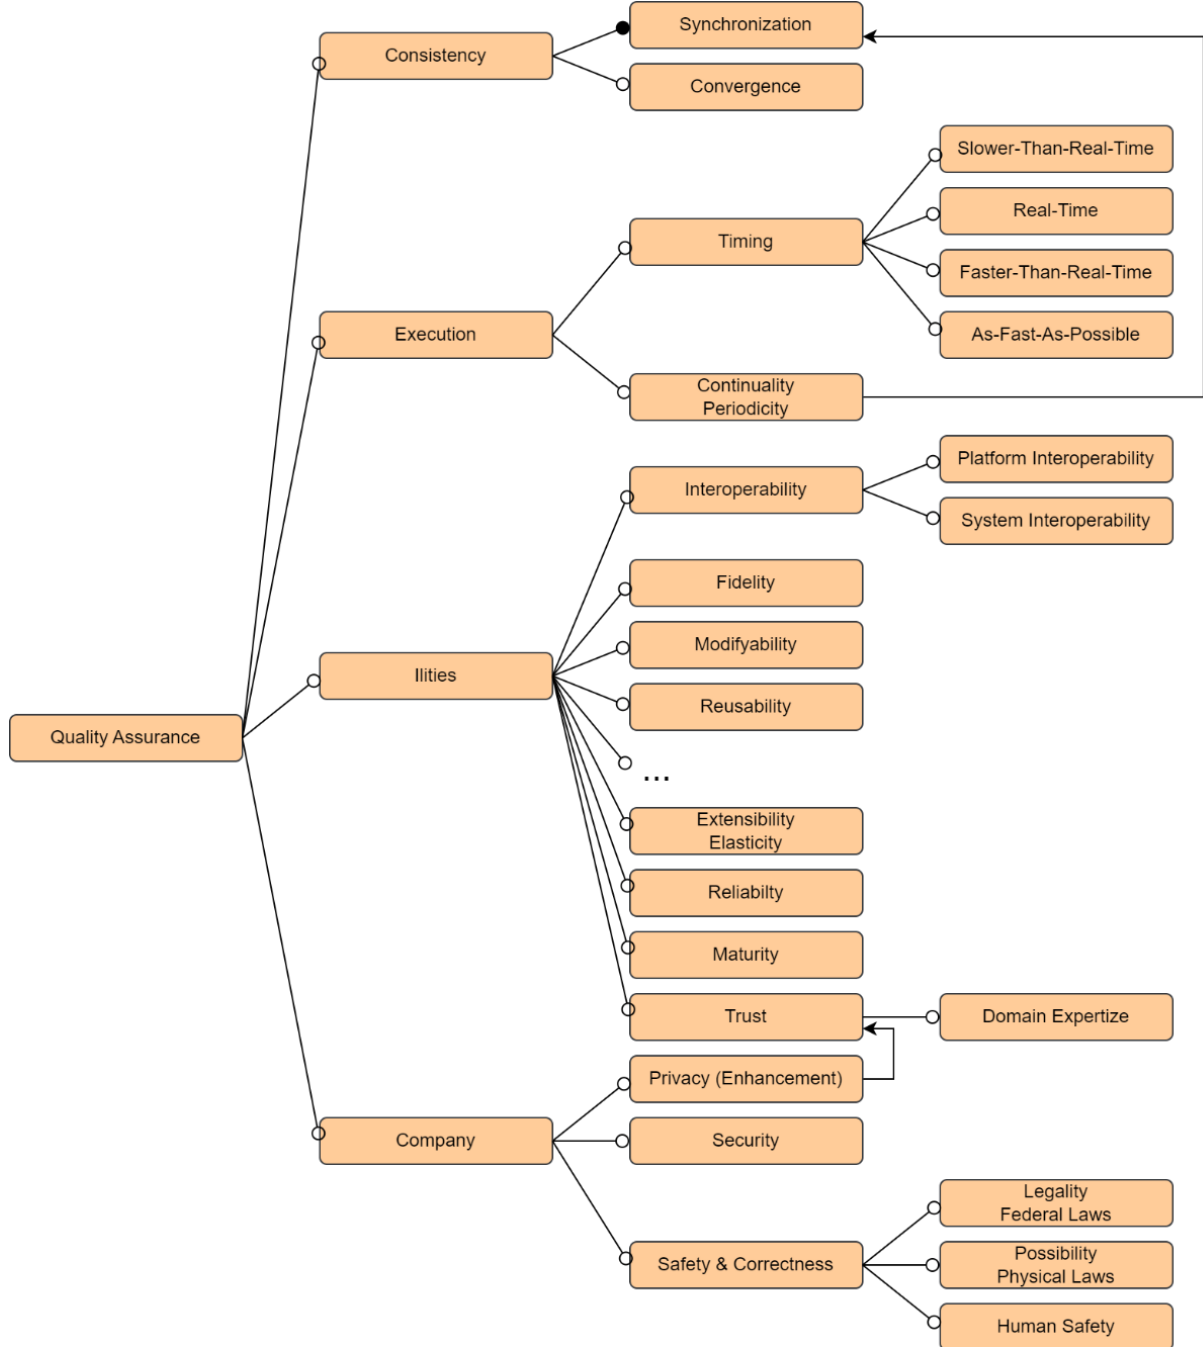 Synchronization
Consistency
Convergence
Slower-Than-Real-Time
Real-Time
Timing
Faster-Than-Real-Time
Execution
As-Fast-As-Possible
Continuality
Periodicity
Platform Interoperability
Interoperability
System Interoperability
Fidelity
Modifyability
Ilities
Reusability
Quality Assurance
...
Extensibility
Elasticity
Reliabilty
Maturity
Trust
Domain Expertize
Privacy (Enhancement)
Company
Security
Legality
Federal Laws
Safety & Correctness
Possibility
Physical Laws
Human Safety